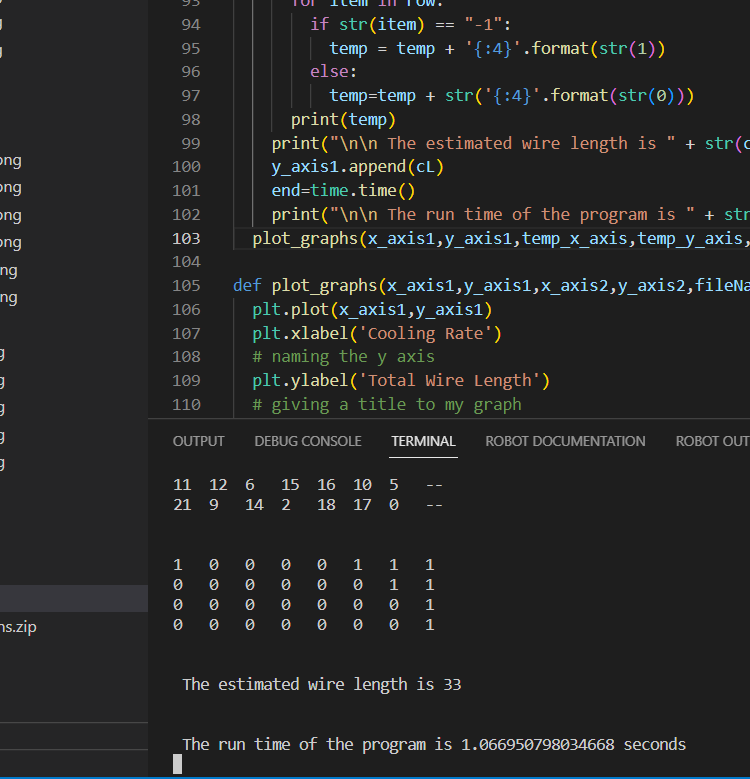 93 for item in row:
94 if str(item) == "-1":
95 temp = temp + '{:4}'.format(str(1))
96 else:
97 temp=temp + str('{:4}'.format(str(0)))
98 print(temp)
99 print("\n\n The estimated wire length is " + str(c
100 y_axis1.append(cL)
101 end=time.time()
102 print("\n\n The run time of the program is " + str
103 plot_graphs(x_axis1,y_axis1,temp_x_axis,temp_y_axis,
104
105 def plot_graphs(x_axis1,y_axis1,x_axis2,y_axis2,fileNa
106 plt.plot(x_axis1,y_axis1)
107 plt.xlabel('Cooling Rate')
108 # naming the y axis
109 plt.ylabel('Total Wire Length')
110 # giving a title to my graph
ong
ong
ong
ong
ng
ng
g
g
g
g
g
ns.zip
OUTPUT DEBUG CONSOLE TERMINAL ROBOT DOCUMENTATION ROBOT OUT
11 12 6 15 16 10 5 --
21 9 14 2 18 17 0 --
1 0 0 0 0 1 1 1
0 0 0 0 0 0 1 1
0 0 0 0 0 0 0 1
0 0 0 0 0 0 0 1
The estimated wire length is 33
The run time of the program is 1.066950798034668 seconds